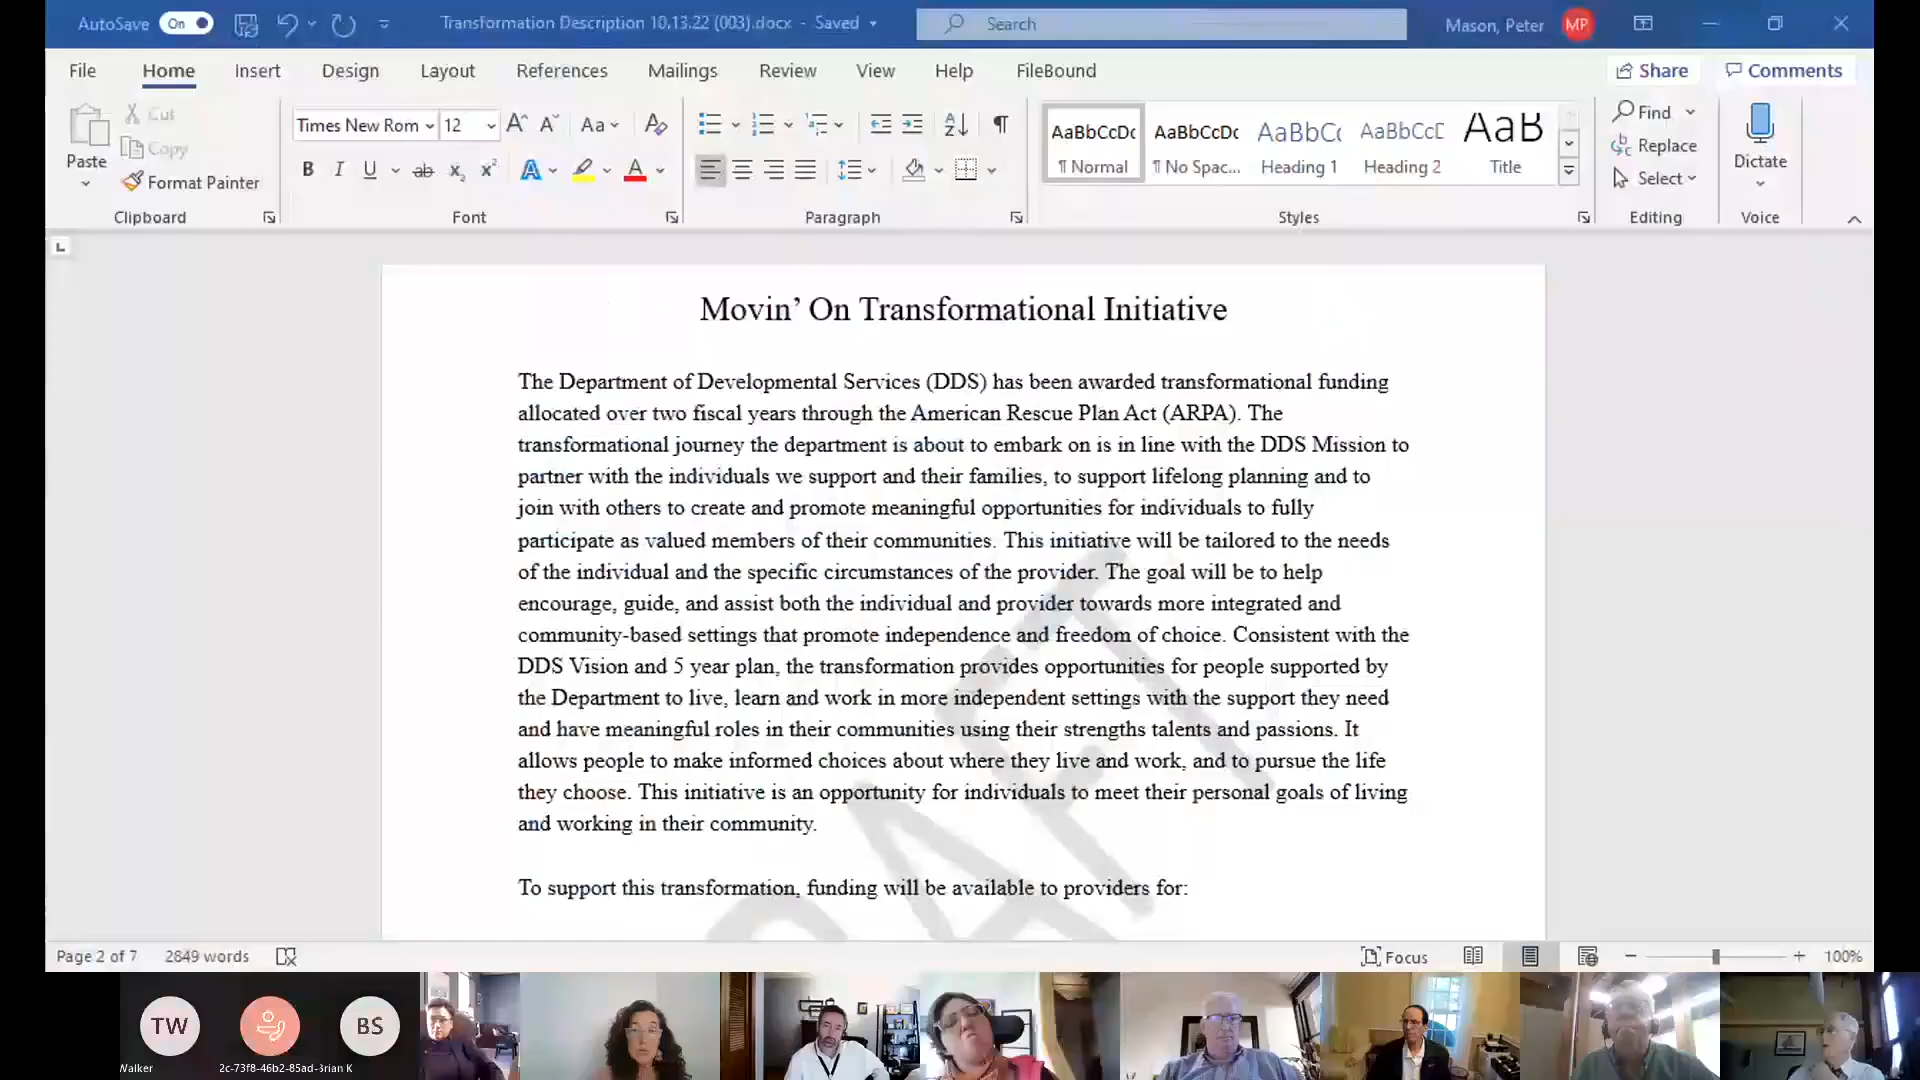 AutoSave On Transformation Description 10.13.22 (003).docx - Saved Search Mason, Peter MP
File Home Insert Design Layout References Mailings Review View Help FileBound Share Comments
Paste
Cut
Copy
Format Painter
Clipboard
Times New Rom 12 Aa
B I U ab x₂ x² A A
Font
Paragraph
AaBbCcDc AaBbCcDc AaBbC AaBbCcD AaB
¶ Normal ¶ No Spac... Heading 1 Heading 2 Title
Styles
Find
Replace
Select
Editing
Dictate
Voice
Movin’ On Transformational Initiative
The Department of Developmental Services (DDS) has been awarded transformational funding
allocated over two fiscal years through the American Rescue Plan Act (ARPA). The
transformational journey the department is about to embark on is in line with the DDS Mission to
partner with the individuals we support and their families, to support lifelong planning and to
join with others to create and promote meaningful opportunities for individuals to fully
participate as valued members of their communities. This initiative will be tailored to the needs
of the individual and the specific circumstances of the provider. The goal will be to help
encourage, guide, and assist both the individual and provider towards more integrated and
community-based settings that promote independence and freedom of choice. Consistent with the
DDS Vision and 5 year plan, the transformation provides opportunities for people supported by
the Department to live, learn and work in more independent settings with the support they need
and have meaningful roles in their communities using their strengths talents and passions. It
allows people to make informed choices about where they live and work, and to pursue the life
they choose. This initiative is an opportunity for individuals to meet their personal goals of living
and working in their community.
To support this transformation, funding will be available to providers for:
Page 2 of 7 2849 words Focus 100%
TW BS
Walker 2c-73f8-46b2-85ad- Brian K